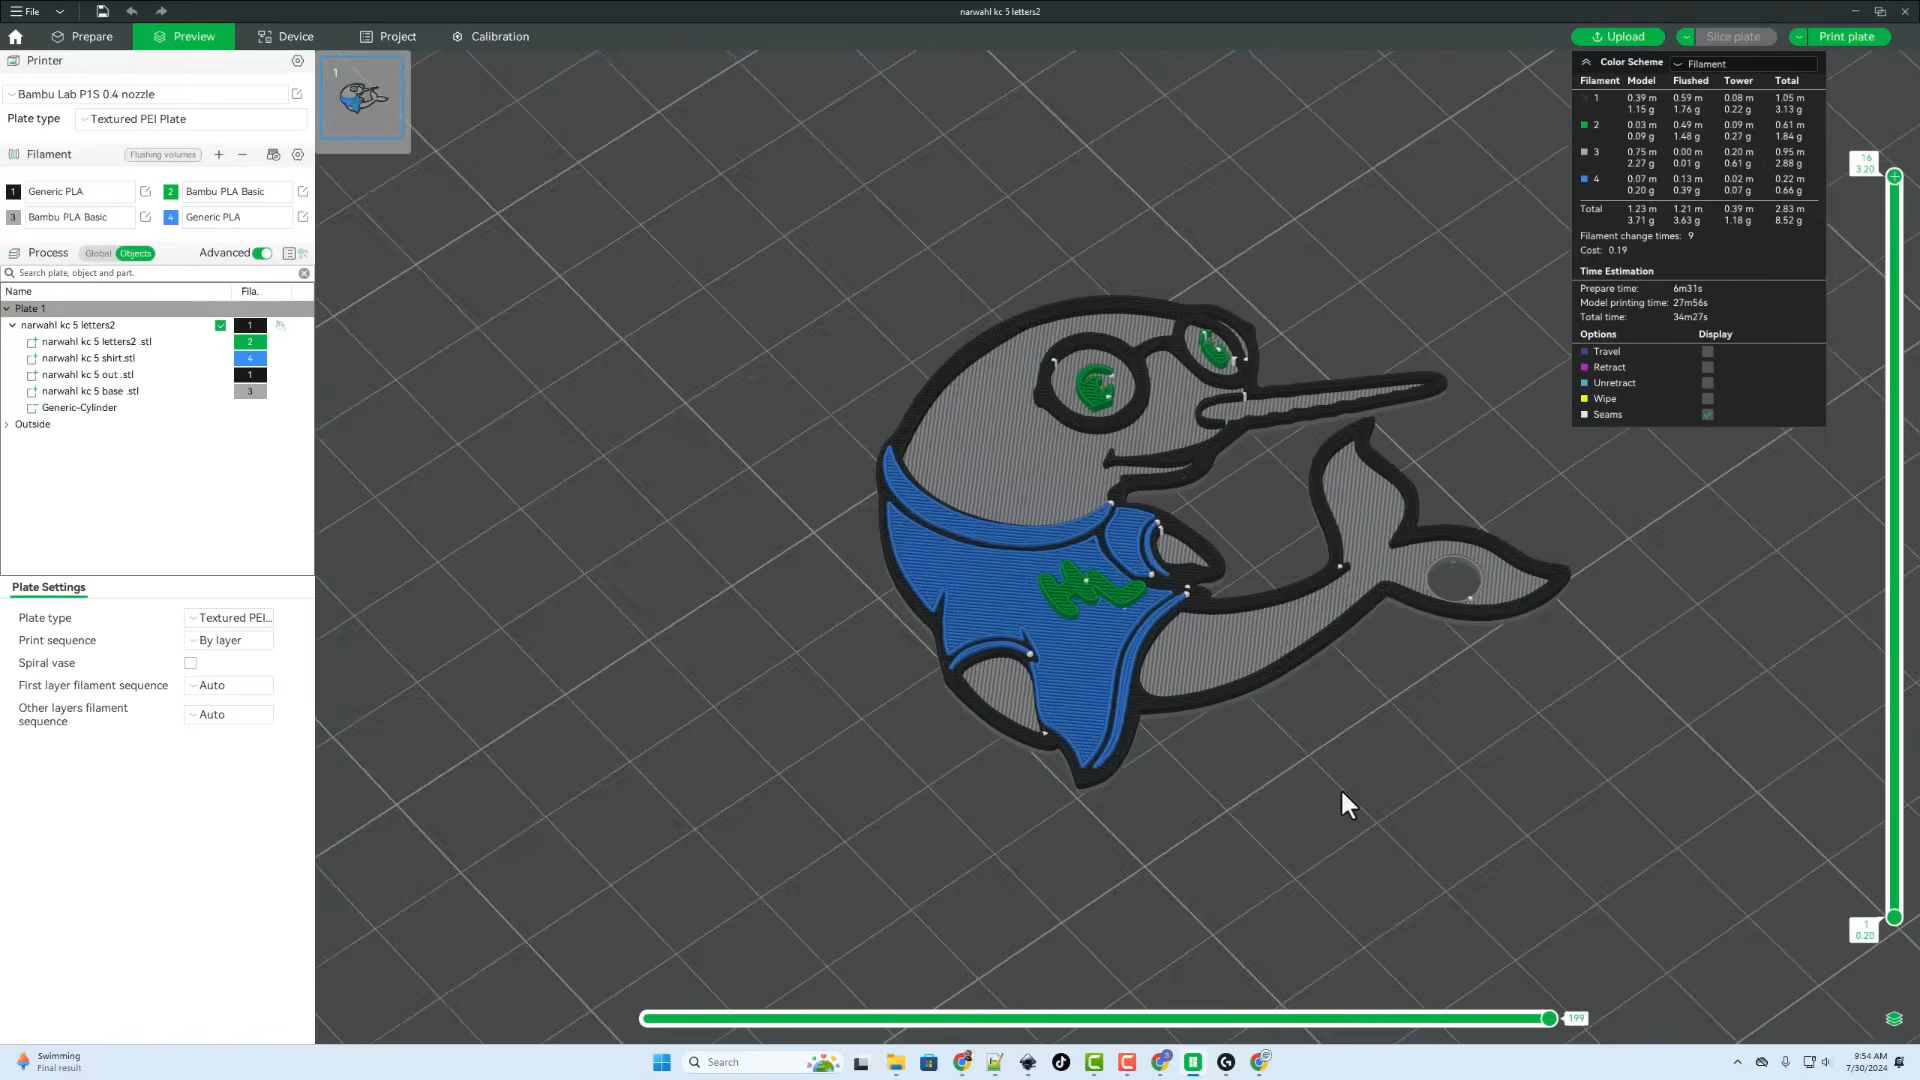 File
narwahl kc 5 letters2
Prepare
Preview
Device
Project
Calibration
Upload
Slice plate
Print plate
Printer
Bambu Lab P1S 0.4 nozzle
Plate type
Textured PEI Plate
Filament
Flushing volumes
1 Generic PLA
2 Bambu PLA Basic
3 Bambu PLA Basic
4 Generic PLA
Process Global Objects Advanced
Search plate, object and part.
Name Fila.
Plate 1
narwahl kc 5 letters2 1
narwahl kc 5 letters2 .stl 2
narwahl kc 5 shirt.stl 4
narwahl kc 5 out .stl 1
narwahl kc 5 base .stl 3
Generic-Cylinder
Outside
Plate Settings
Plate type Textured PEI...
Print sequence By layer
Spiral vase
First layer filament sequence Auto
Other layers filament
sequence
Auto
1
Color Scheme Filament
Filament Model Flushed Tower Total
1 0.39 m 0.59 m 0.08 m 1.05 m
1.15 g 1.76 g 0.22 g 3.13 g
2 0.03 m 0.49 m 0.09 m 0.61 m
0.09 g 1.48 g 0.27 g 1.84 g
3 0.75 m 0.00 m 0.20 m 0.95 m
2.27 g 0.01 g 0.61 g 2.88 g
4 0.07 m 0.13 m 0.02 m 0.22 m
0.20 g 0.39 g 0.07 g 0.66 g
Total 1.23 m 1.21 m 0.39 m 2.83 m
3.71 g 3.63 g 1.18 g 8.52 g
Filament change times: 9
Cost: 0.19
Time Estimation
Prepare time: 6m31s
Model printing time: 27m56s
Total time: 34m27s
Options Display
Travel
Retract
Unretract
Wipe
Seams
16
3.20
1
0.20
199
Swimming
Final result
Search
3
9:54 AM
7/30/2024